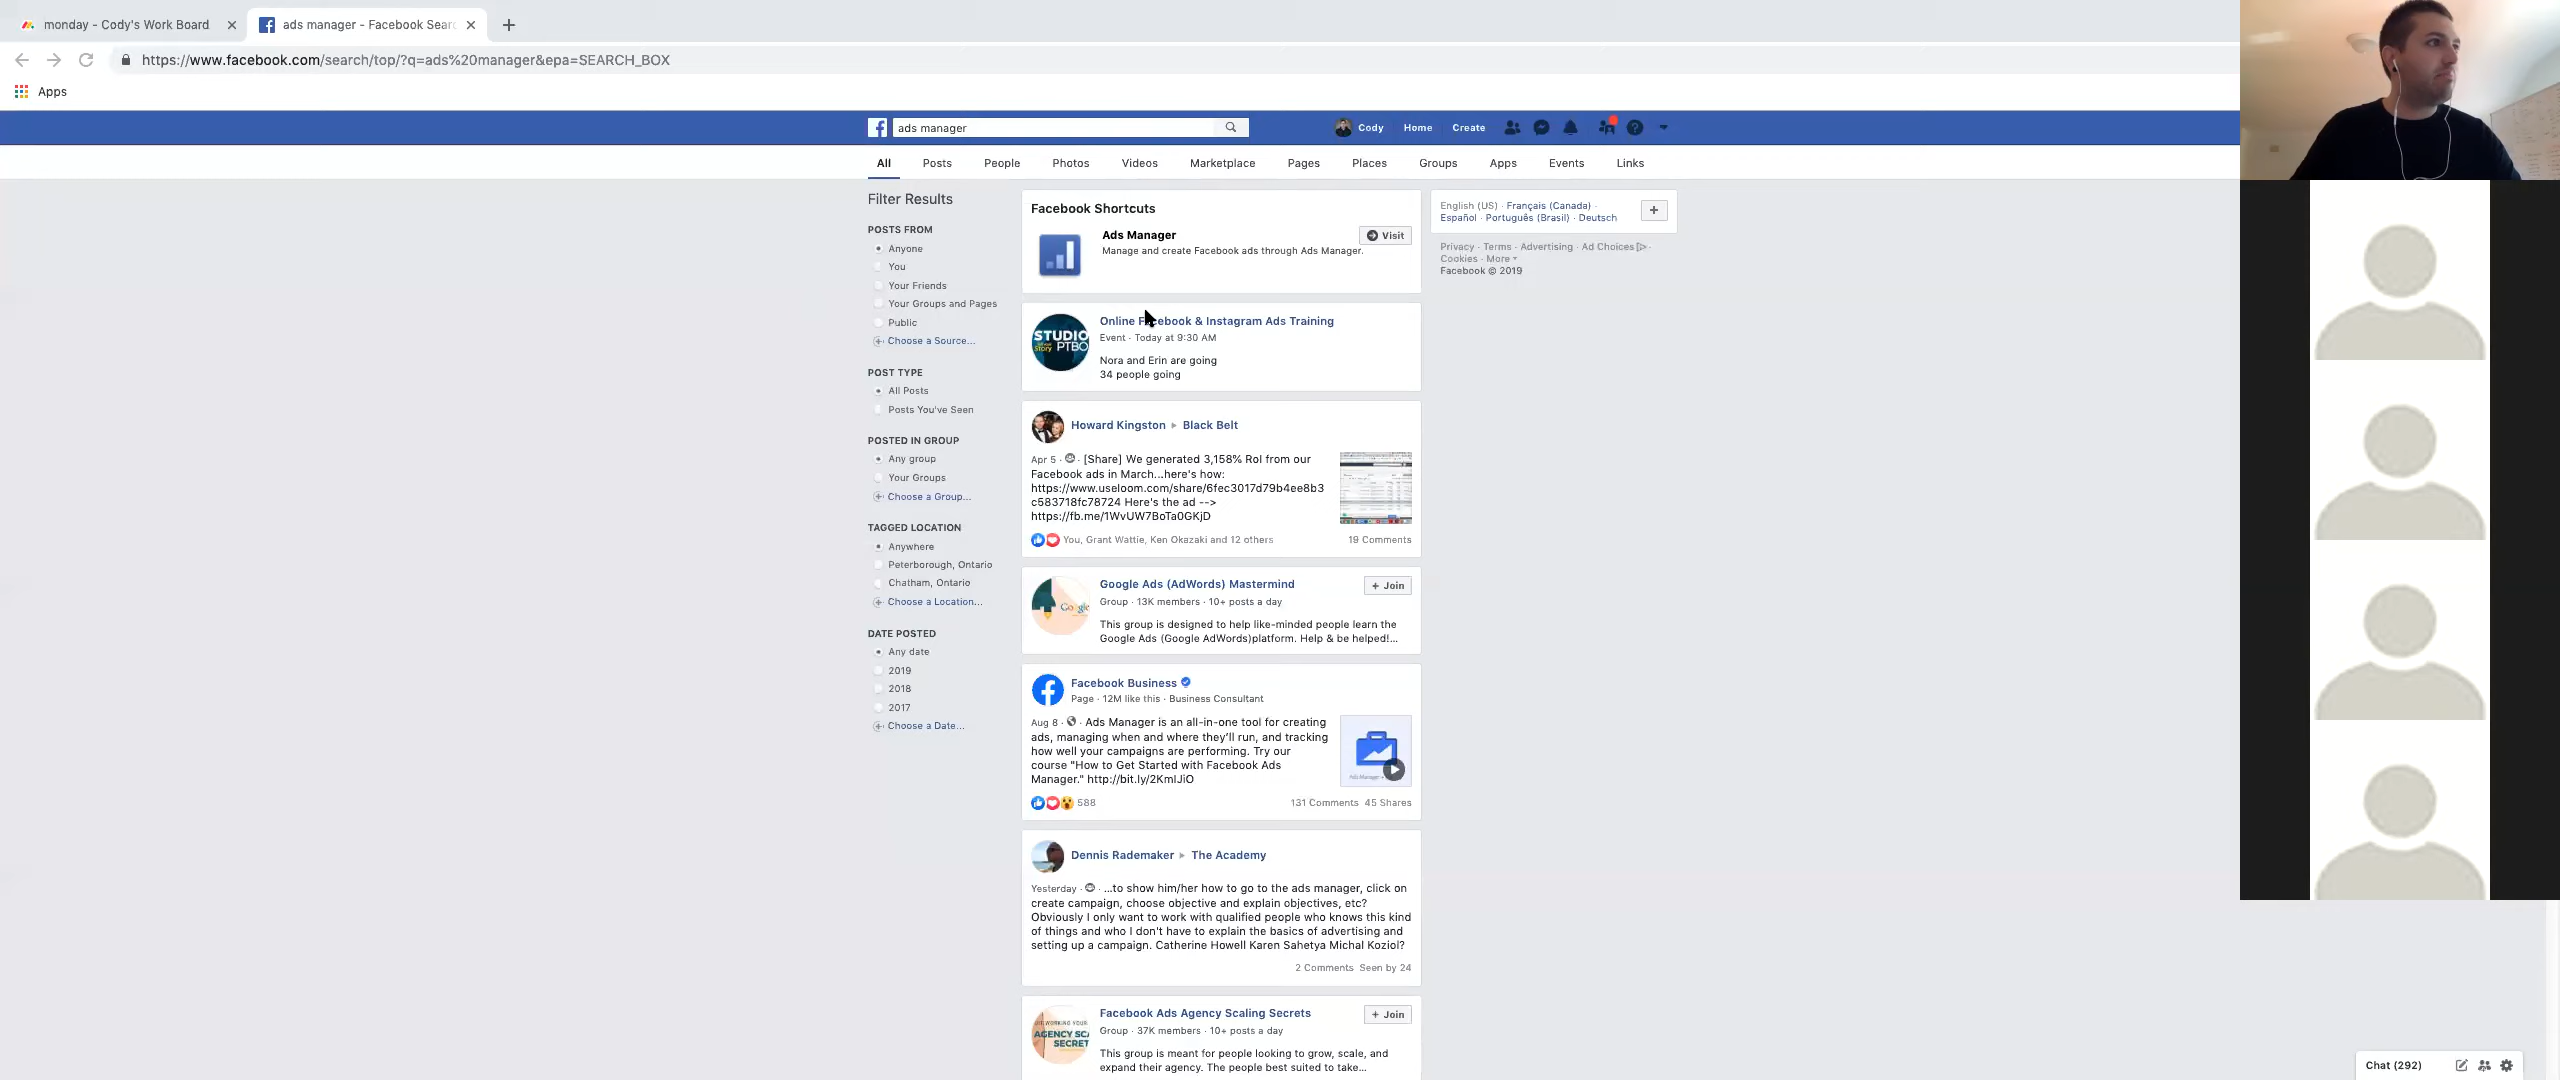 monday - Cody's Work Board
ads manager - Facebook Sear
https://www.facebook.com/search/top/?q=ads%20manager&epa=SEARCH_BOX
Apps
ads manager
Cody Home Create
All Posts People Photos Videos Marketplace Pages Places Groups Apps Events Links
Filter Results
POSTS FROM
Anyone
You
Your Friends
Your Groups and Pages
Public
Choose a Source...
POST TYPE
All Posts
Posts You've Seen
POSTED IN GROUP
Any group
Your Groups
Choose a Group...
TAGGED LOCATION
Anywhere
Peterborough, Ontario
Chatham, Ontario
Choose a Location...
DATE POSTED
Any date
2019
2018
2017
Choose a Date...
Facebook Shortcuts
Ads Manager
Visit
Manage and create Facebook ads through Ads Manager.
STUDIO
STORY PTBO
Online Facebook & Instagram Ads Training
Event · Today at 9:30 AM
Nora and Erin are going
34 people going
Howard Kingston ▸ Black Belt
Apr 5 · [Share] We generated 3,158% RoI from our
Facebook ads in March...here's how:
https://www.useloom.com/share/6fec3017d79b4ee8b3
c583718fc78724 Here's the ad -->
https://fb.me/1WvUW7BoTa0GKjD
You, Grant Wattie, Ken Okazaki and 12 others
19 Comments
Google
Google Ads (AdWords) Mastermind
+ Join
Group · 13K members · 10+ posts a day
This group is designed to help like-minded people learn the
Google Ads (Google AdWords)platform. Help & be helped!...
Facebook Business
Page · 12M like this · Business Consultant
Aug 8 · Ads Manager is an all-in-one tool for creating
ads, managing when and where they'll run, and tracking
how well your campaigns are performing. Try our
course "How to Get Started with Facebook Ads
Manager." http://bit.ly/2KmIJiO
Ads Manager
588
131 Comments 45 Shares
Dennis Rademaker ▸ The Academy
Yesterday · ...to show him/her how to go to the ads manager, click on
create campaign, choose objective and explain objectives, etc?
Obviously I only want to work with qualified people who knows this kind
of things and who I don't have to explain the basics of advertising and
setting up a campaign. Catherine Howell Karen Sahetya Michal Koziol?
2 Comments Seen by 24
AGENCY SCA
SECRET
Facebook Ads Agency Scaling Secrets
+ Join
Group · 37K members · 10+ posts a day
This group is meant for people looking to grow, scale, and
expand their agency. The people best suited to take...
English (US) · Français (Canada) ·
Español · Português (Brasil) · Deutsch
Privacy · Terms · Advertising · Ad Choices ·
Cookies · More
Facebook © 2019
Chat (292)